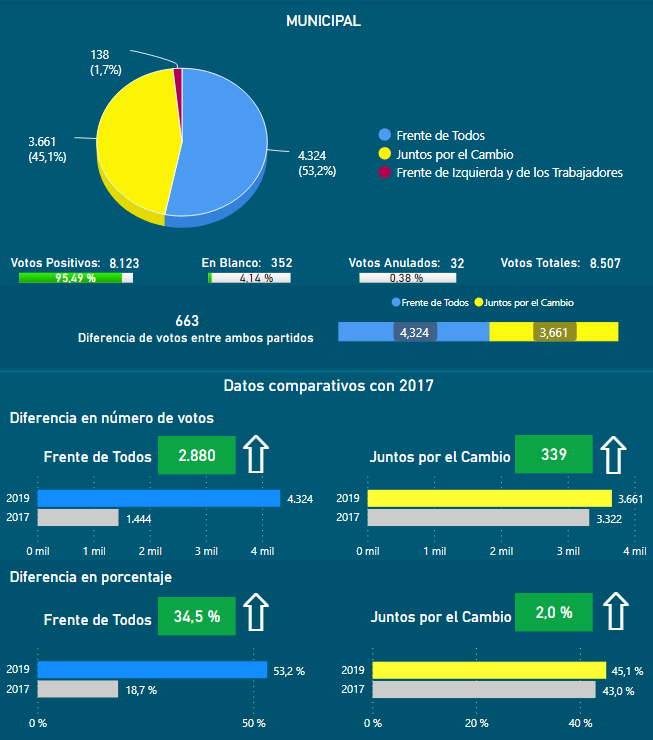 MUNICIPAL
138
(1,7%)
3.661
(45,1%)
4.324
(53,2%)
Frente de Todos
Juntos por el Cambio
Frente de Izquierda y de los Trabajadores
Votos Positivos: 8.123
95,49 %
En Blanco: 352
4,14 %
Votos Anulados: 32
0,38 %
Votos Totales: 8.507
663
Diferencia de votos entre ambos partidos
Frente de Todos Juntos por el Cambio
4,324 3,661
Datos comparativos con 2017
Diferencia en número de votos
Frente de Todos 2.880
2019 4.324
2017 1.444
0 mil 1 mil 2 mil 3 mil 4 mil
Juntos por el Cambio 339
2019 3.661
2017 3.322
0 mil 1 mil 2 mil 3 mil 4 mil
Diferencia en porcentaje
Frente de Todos 34,5 %
2019 53,2 %
2017 18,7 %
0 % 50 %
Juntos por el Cambio 2,0 %
2019 45,1 %
2017 43,0 %
0 % 20 % 40 %